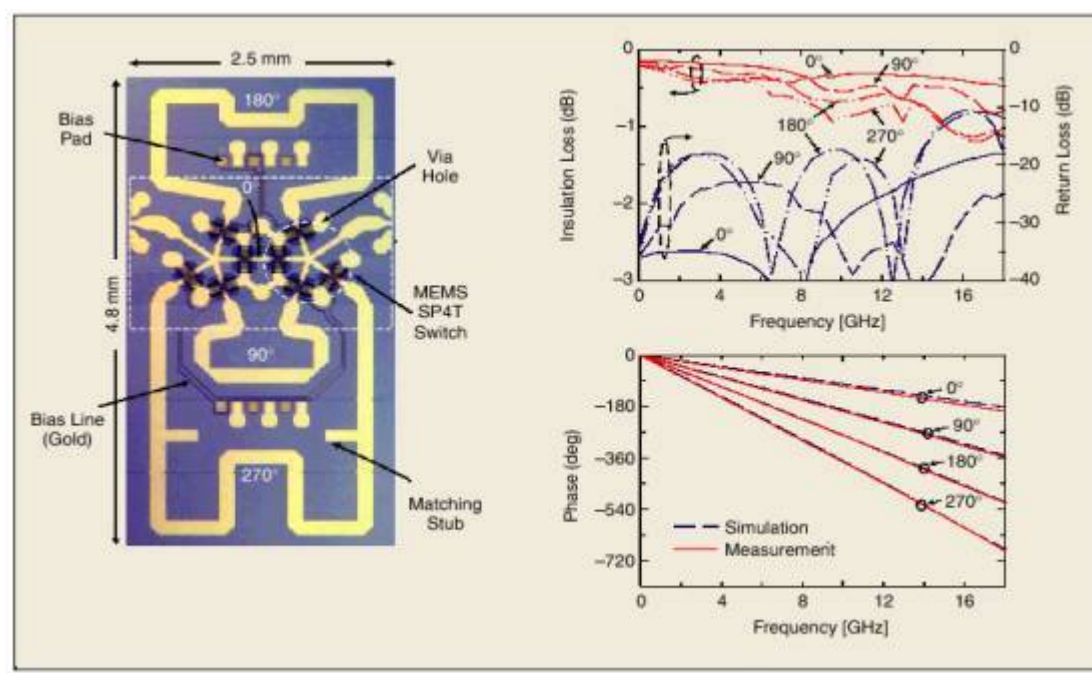 2.5 mm
4.8 mm
180°
Bias
Pad
Via
Hole
0
MEMS
SP4T
Switch
90°
Bias Line
(Gold)
270°
Matching
Stub
Insulation Loss (dB)
0
–1
–2
–3
Return Loss (dB)
0
–10
–20
–30
–40
0°
90°
180°
270°
90°
0°
0 4 8 12 16
Frequency [GHz]
Phase (deg)
0
–180
–360
–540
–720
0°
90°
180°
270°
Simulation
Measurement
0 4 8 12 16
Frequency [GHz]